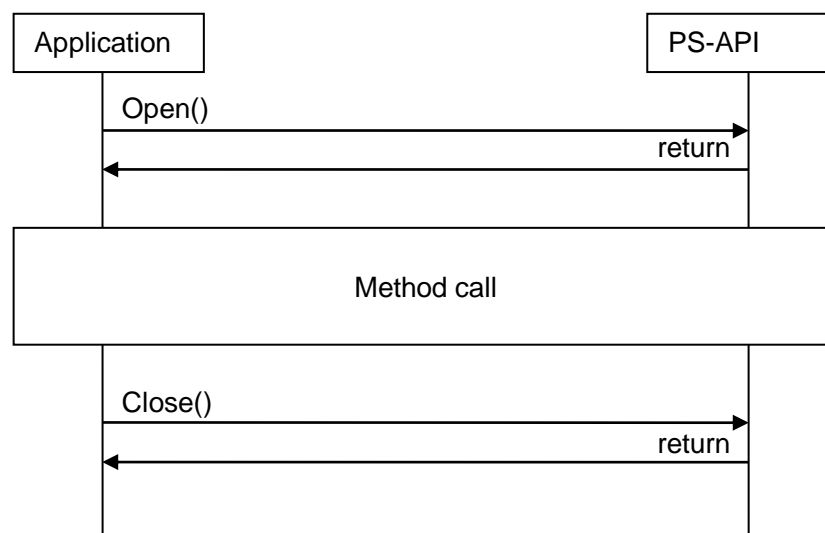 Application
PS-API
Open()
return
Method call
Close()
return